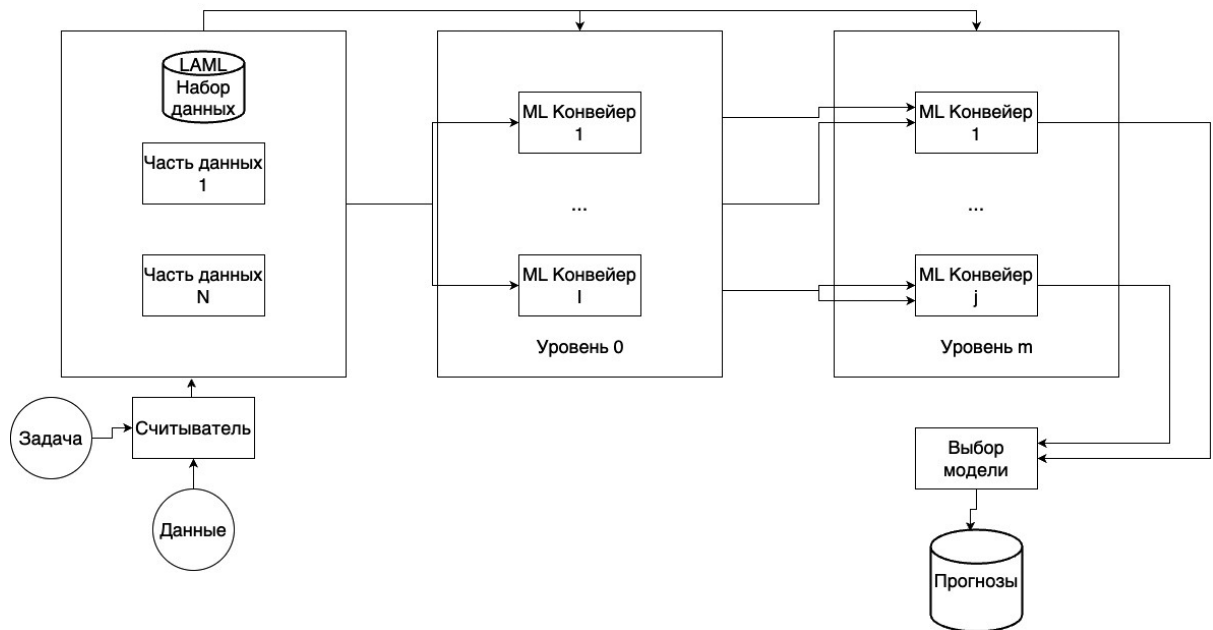 LAML
Набор
данных
Часть данных
1
Часть данных
N
ML Конвейер
1
...
ML Конвейер
I
Уровень 0
ML Конвейер
1
...
ML Конвейер
j
Уровень m
Задача
Считыватель
Данные
Выбор
модели
Прогнозы